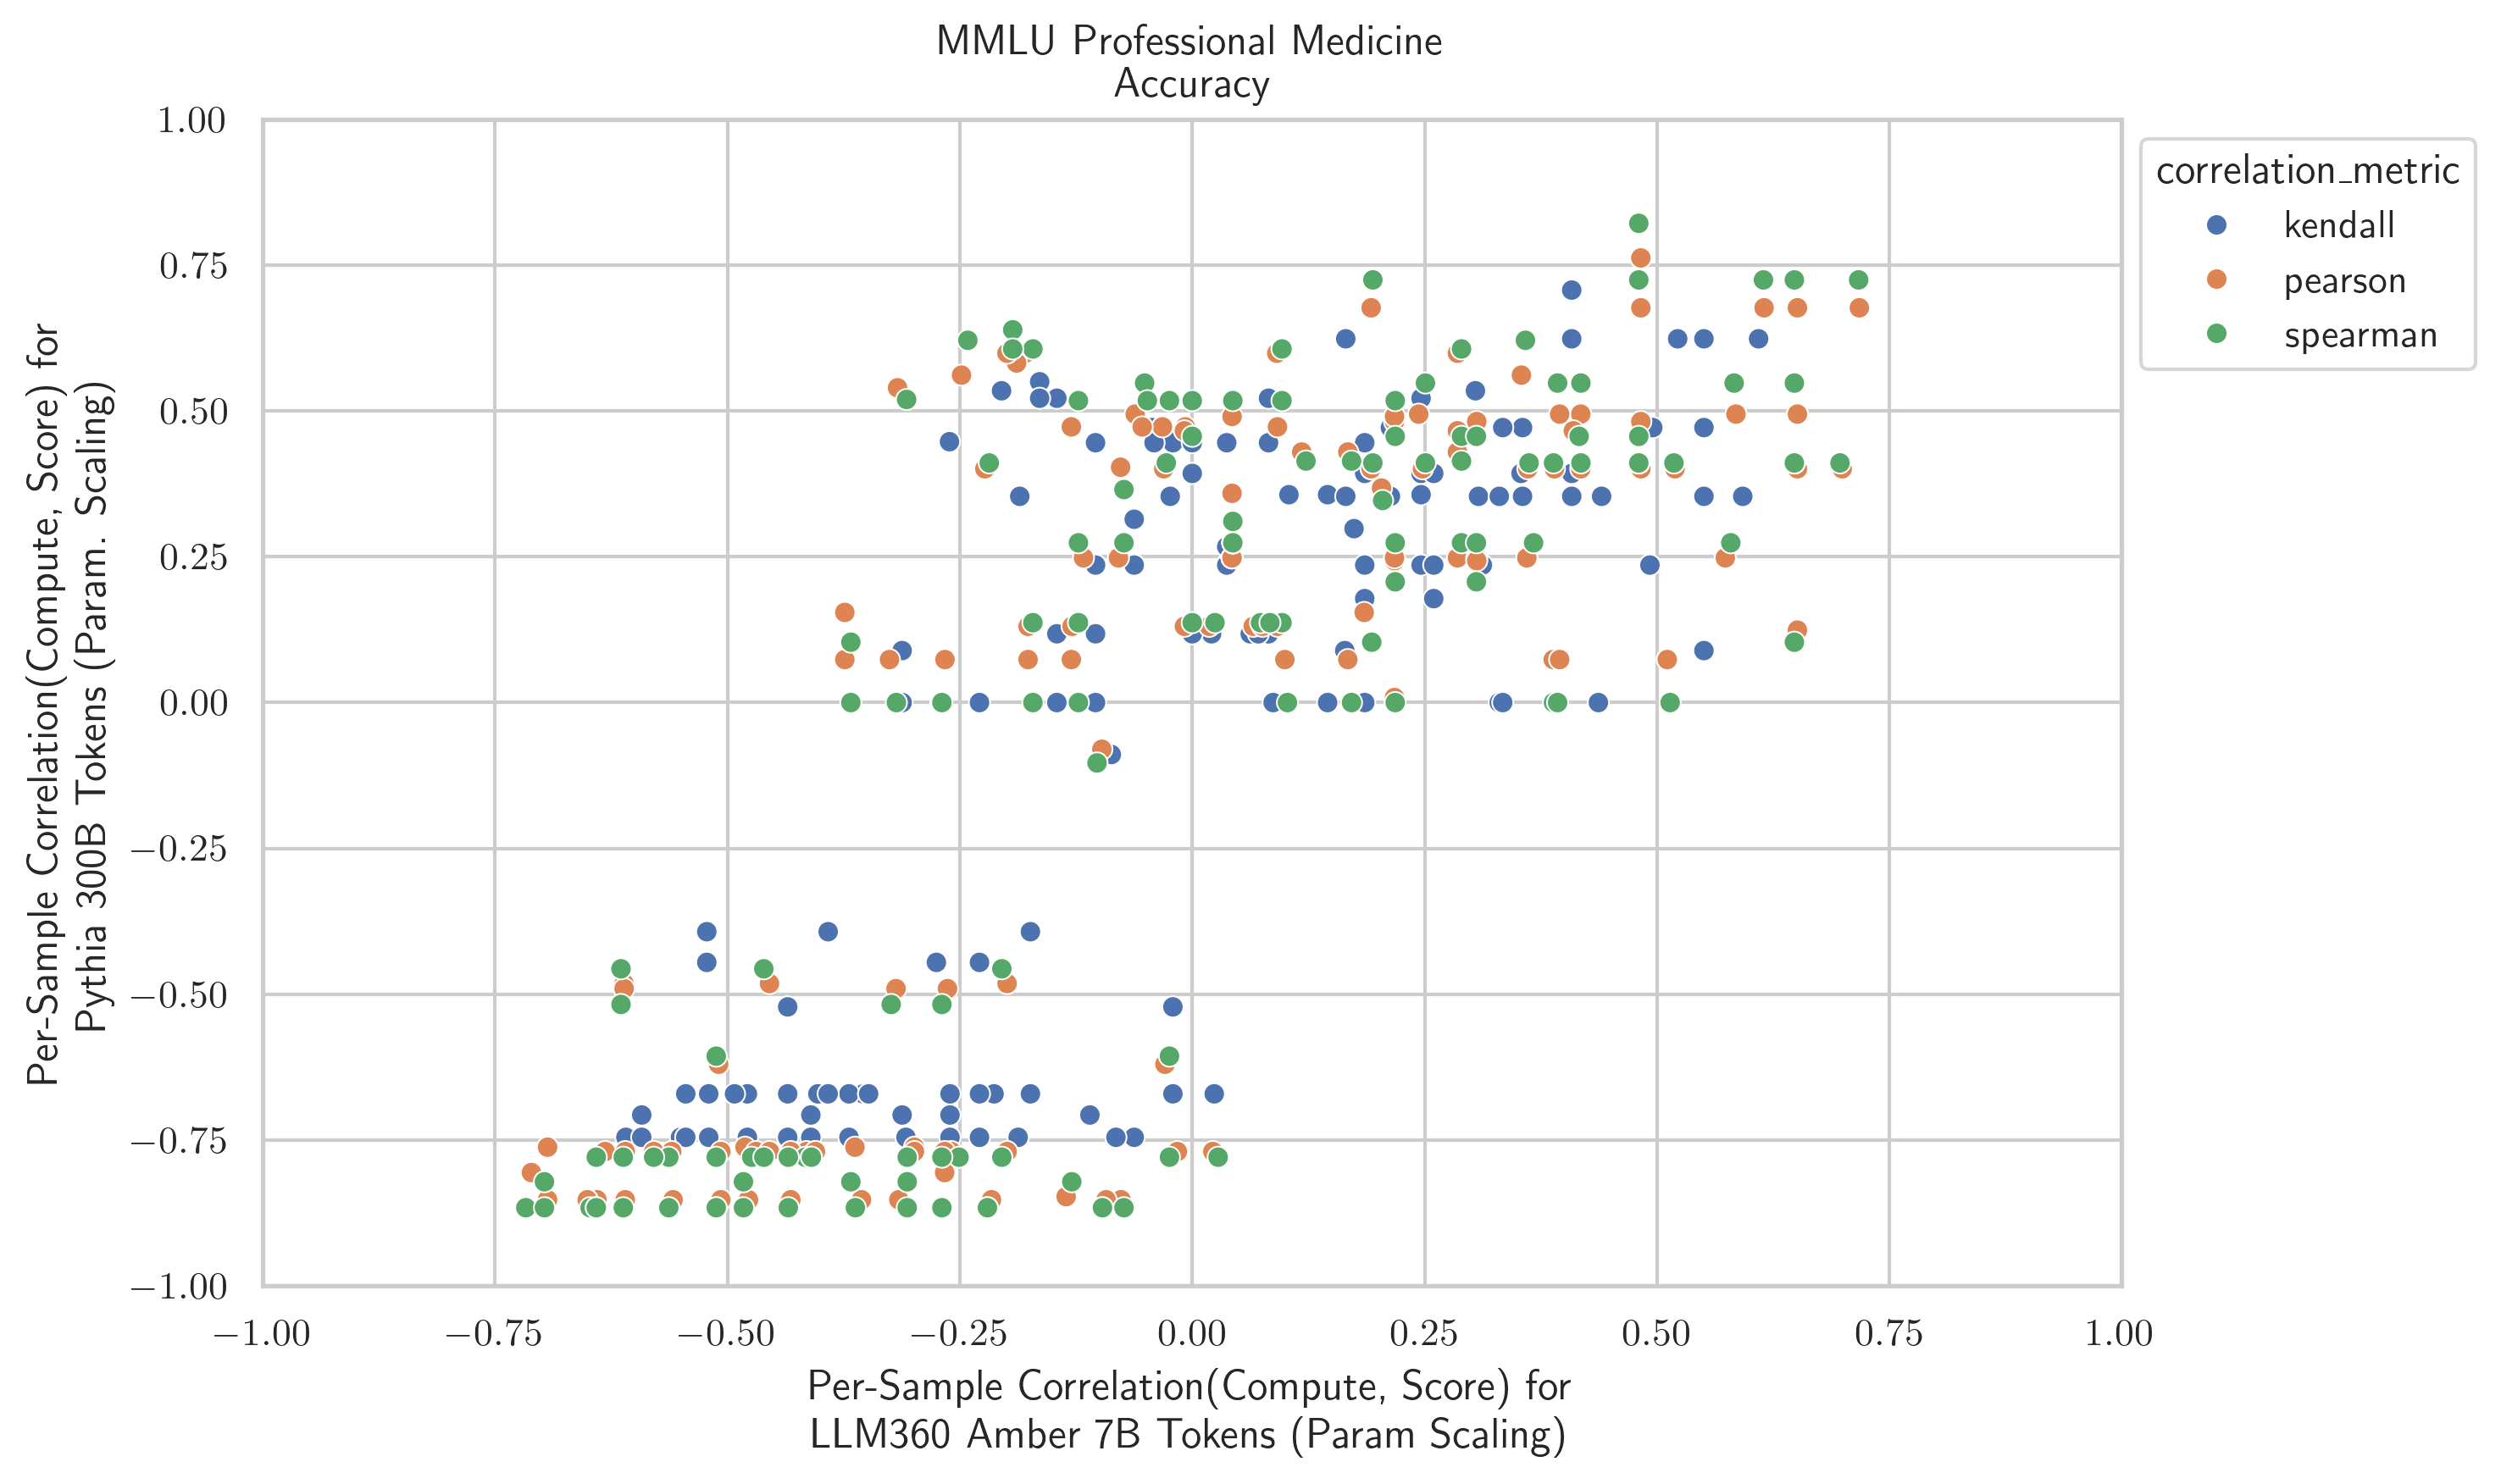 MMLU Professional Medicine
Accuracy
1.00
0.75
0.50
0.25
0.00
−0.25
−0.50
−0.75
−1.00
Per-Sample Correlation(Compute, Score) for
Pythia 300B Tokens (Param. Scaling)
correlation_metric
kendall
pearson
spearman
−1.00 −0.75 −0.50 −0.25 0.00 0.25 0.50 0.75 1.00
Per-Sample Correlation(Compute, Score) for
LLM360 Amber 7B Tokens (Param Scaling)